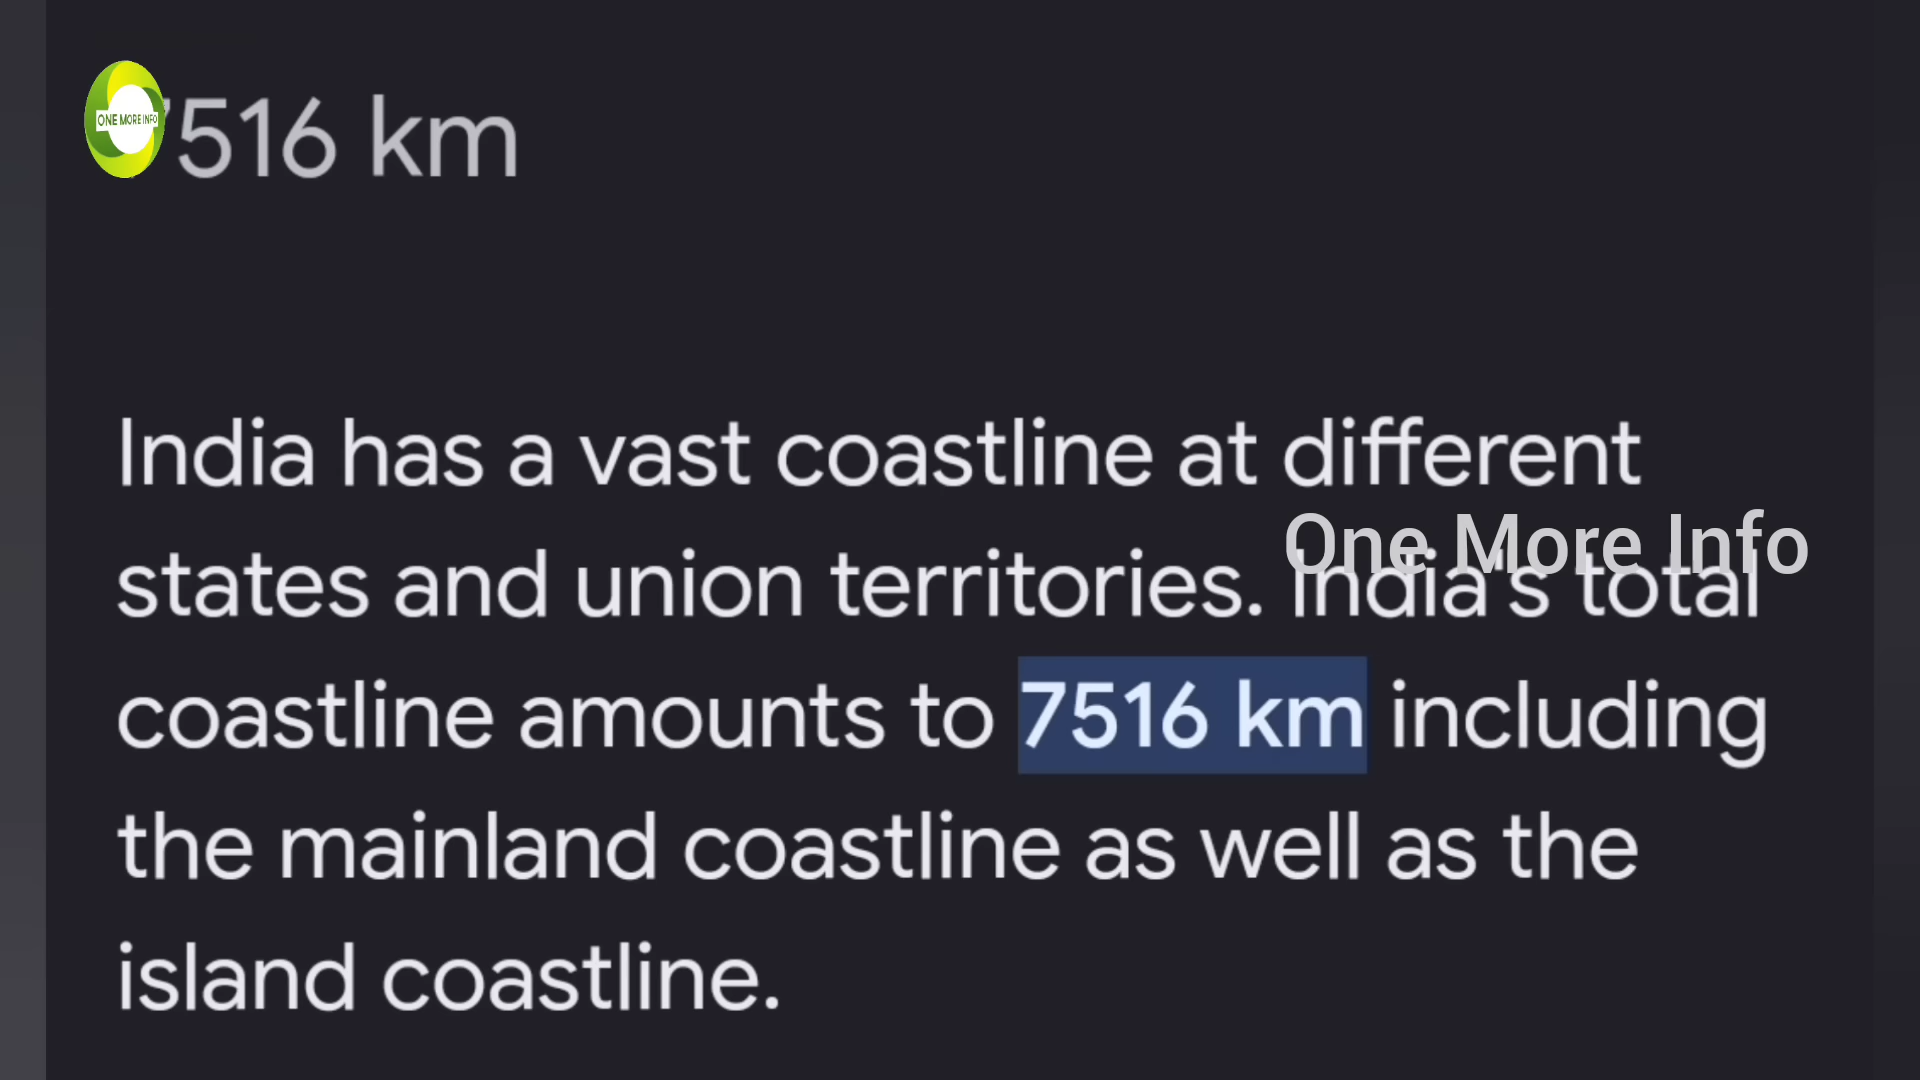 ONE MORE INFO
7516 km
India has a vast coastline at different
One More Info
states and union territories. India's total
coastline amounts to 7516 km including
the mainland coastline as well as the
island coastline.